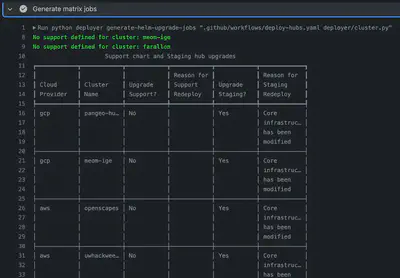 Generate matrix jobs
1 ▶ Run python deployer generate-helm-upgrade-jobs ".github/workflows/deploy-hubs.yaml deployer/cluster.py"
8 No support defined for cluster: meom-ige
9 No support defined for cluster: farallon
10 Support chart and Staging hub upgrades
11
12 Reason for Reason for
13 Cloud Cluster Upgrade Support Upgrade Staging
14 Provider Name Support? Redeploy Staging? Redeploy
15
16 gcp pangeo-hu… No Yes Core
17 infrastruc…
18 has been
19 modified
20
21 gcp meom-ige No Yes Core
22 infrastruc…
23 has been
24 modified
25
26 aws openscapes No Yes Core
27 infrastruc…
28 has been
29 modified
30
31 aws uwhackwee… No Yes Core
32 infrastruc…
33 has been